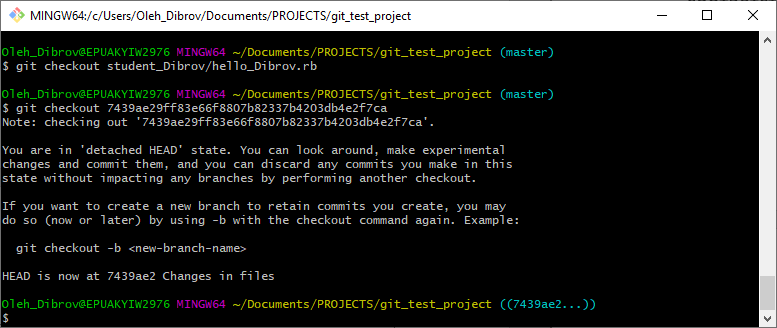 MINGW64:/c/Users/Oleh_Dibrov/Documents/PROJECTS/git_test_project
Oleh_Dibrov@EPUAKYIW2976 MINGW64 ~/Documents/PROJECTS/git_test_project (master)
$ git checkout student_Dibrov/hello_Dibrov.rb
Oleh_Dibrov@EPUAKYIW2976 MINGW64 ~/Documents/PROJECTS/git_test_project (master)
$ git checkout 7439ae29ff83e66f8807b82337b4203db4e2f7ca
Note: checking out '7439ae29ff83e66f8807b82337b4203db4e2f7ca'.
You are in 'detached HEAD' state. You can look around, make experimental
changes and commit them, and you can discard any commits you make in this
state without impacting any branches by performing another checkout.
If you want to create a new branch to retain commits you create, you may
do so (now or later) by using -b with the checkout command again. Example:
git checkout -b <new-branch-name>
HEAD is now at 7439ae2 Changes in files
Oleh_Dibrov@EPUAKYIW2976 MINGW64 ~/Documents/PROJECTS/git_test_project ((7439ae2...))
$